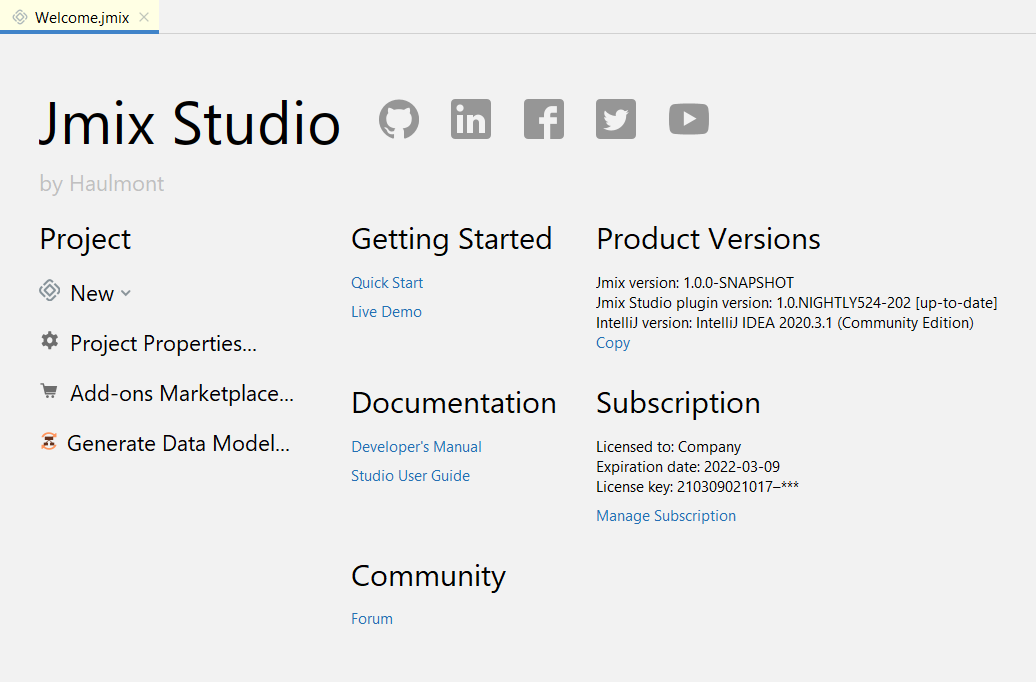 Welcome.jmix
Jmix Studio
by Haulmont
Project
New
Project Properties...
Add-ons Marketplace...
Generate Data Model...
Getting Started
Quick Start
Live Demo
Documentation
Developer's Manual
Studio User Guide
Community
Forum
Product Versions
Jmix version: 1.0.0-SNAPSHOT
Jmix Studio plugin version: 1.0.NIGHTLY524-202 [up-to-date]
IntelliJ version: IntelliJ IDEA 2020.3.1 (Community Edition)
Copy
Subscription
Licensed to: Company
Expiration date: 2022-03-09
License key: 210309021017–***
Manage Subscription